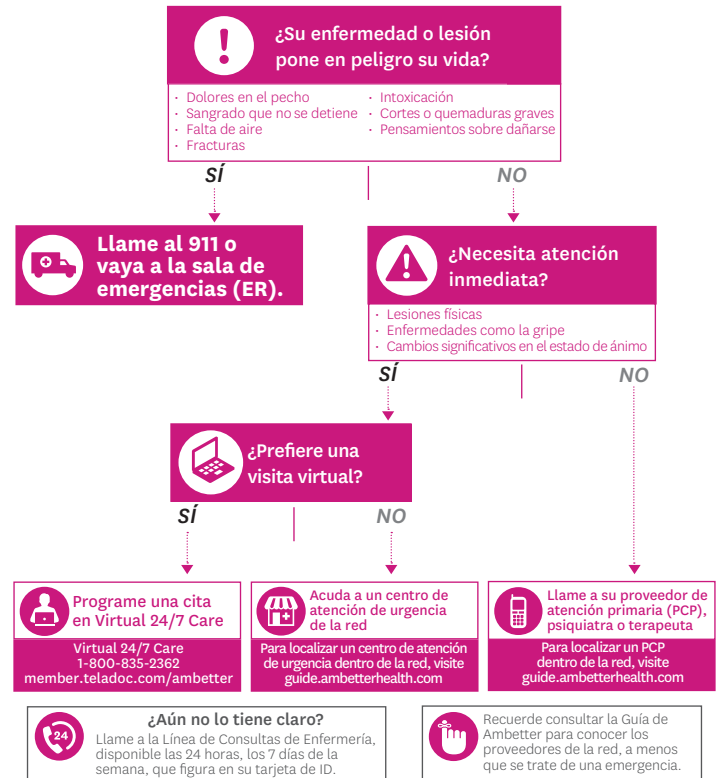 ¿Su enfermedad o lesión
pone en peligro su vida?
· Dolores en el pecho
· Sangrado que no se detiene
· Falta de aire
· Fracturas
· Intoxicación
· Cortes o quemaduras graves
· Pensamientos sobre dañarse
SÍ
NO
Llame al 911 o
vaya a la sala de
emergencias (ER).
¿Necesita atención
inmediata?
· Lesiones físicas
· Enfermedades como la gripe
· Cambios significativos en el estado de ánimo
SÍ
NO
¿Prefiere una
visita virtual?
SÍ
NO
Programe una cita
en Virtual 24/7 Care
Virtual 24/7 Care
1-800-835-2362
member.teladoc.com/ambetter
Acuda a un centro de
atención de urgencia
de la red
Para localizar un centro de atención
de urgencia dentro de la red, visite
guide.ambetterhealth.com
Llame a su proveedor de
atención primaria (PCP),
psiquiatra o terapeuta
Para localizar un PCP
dentro de la red, visite
guide.ambetterhealth.com
24
¿Aún no lo tiene claro?
Llame a la Línea de Consultas de Enfermería,
disponible las 24 horas, los 7 días de la
semana, que figura en su tarjeta de ID.
Recuerde consultar la Guía de
Ambetter para conocer los
proveedores de la red, a menos
que se trate de una emergencia.